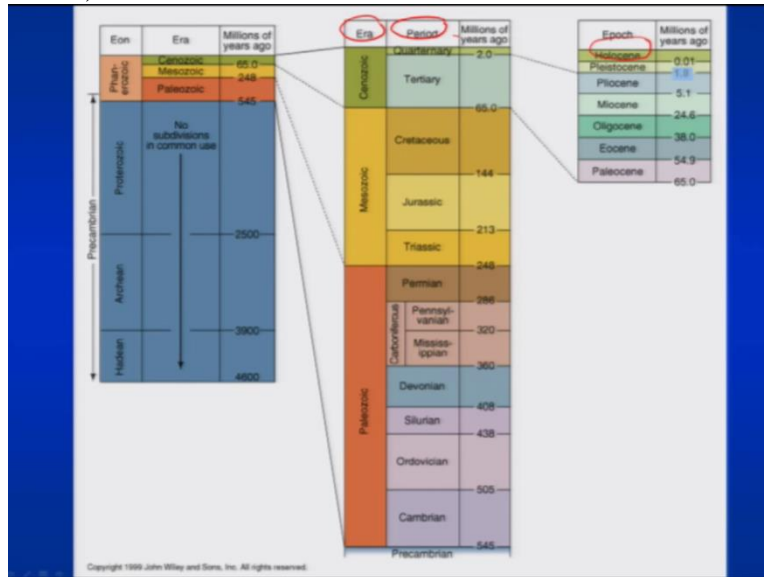 Eon
Era
Millions of
years ago
Phan-
erozoic
Cenozoic
65.0
Mesozoic
248
Paleozoic
545
Precambrian
Proterozoic
No
subdivisions
in common use
2500
Archean
3900
Hadean
4600
Era
Period
Millions of
years ago
Cenozoic
Quarternary
2.0
Tertiary
65.0
Mesozoic
Cretaceous
144
Jurassic
213
Triassic
248
Paleozoic
Permian
286
Carboniferous
Pennsyl-
vanian
320
Mississ-
ippian
360
Devonian
408
Silurian
438
Ordovician
505
Cambrian
545
Precambrian
Epoch
Millions of
years ago
Holocene
0.01
Pleistocene
1.8
Pliocene
5.1
Miocene
24.6
Oligocene
38.0
Eocene
54.9
Paleocene
65.0
Copyright 1999 John Wiley and Sons, Inc. All rights reserved.